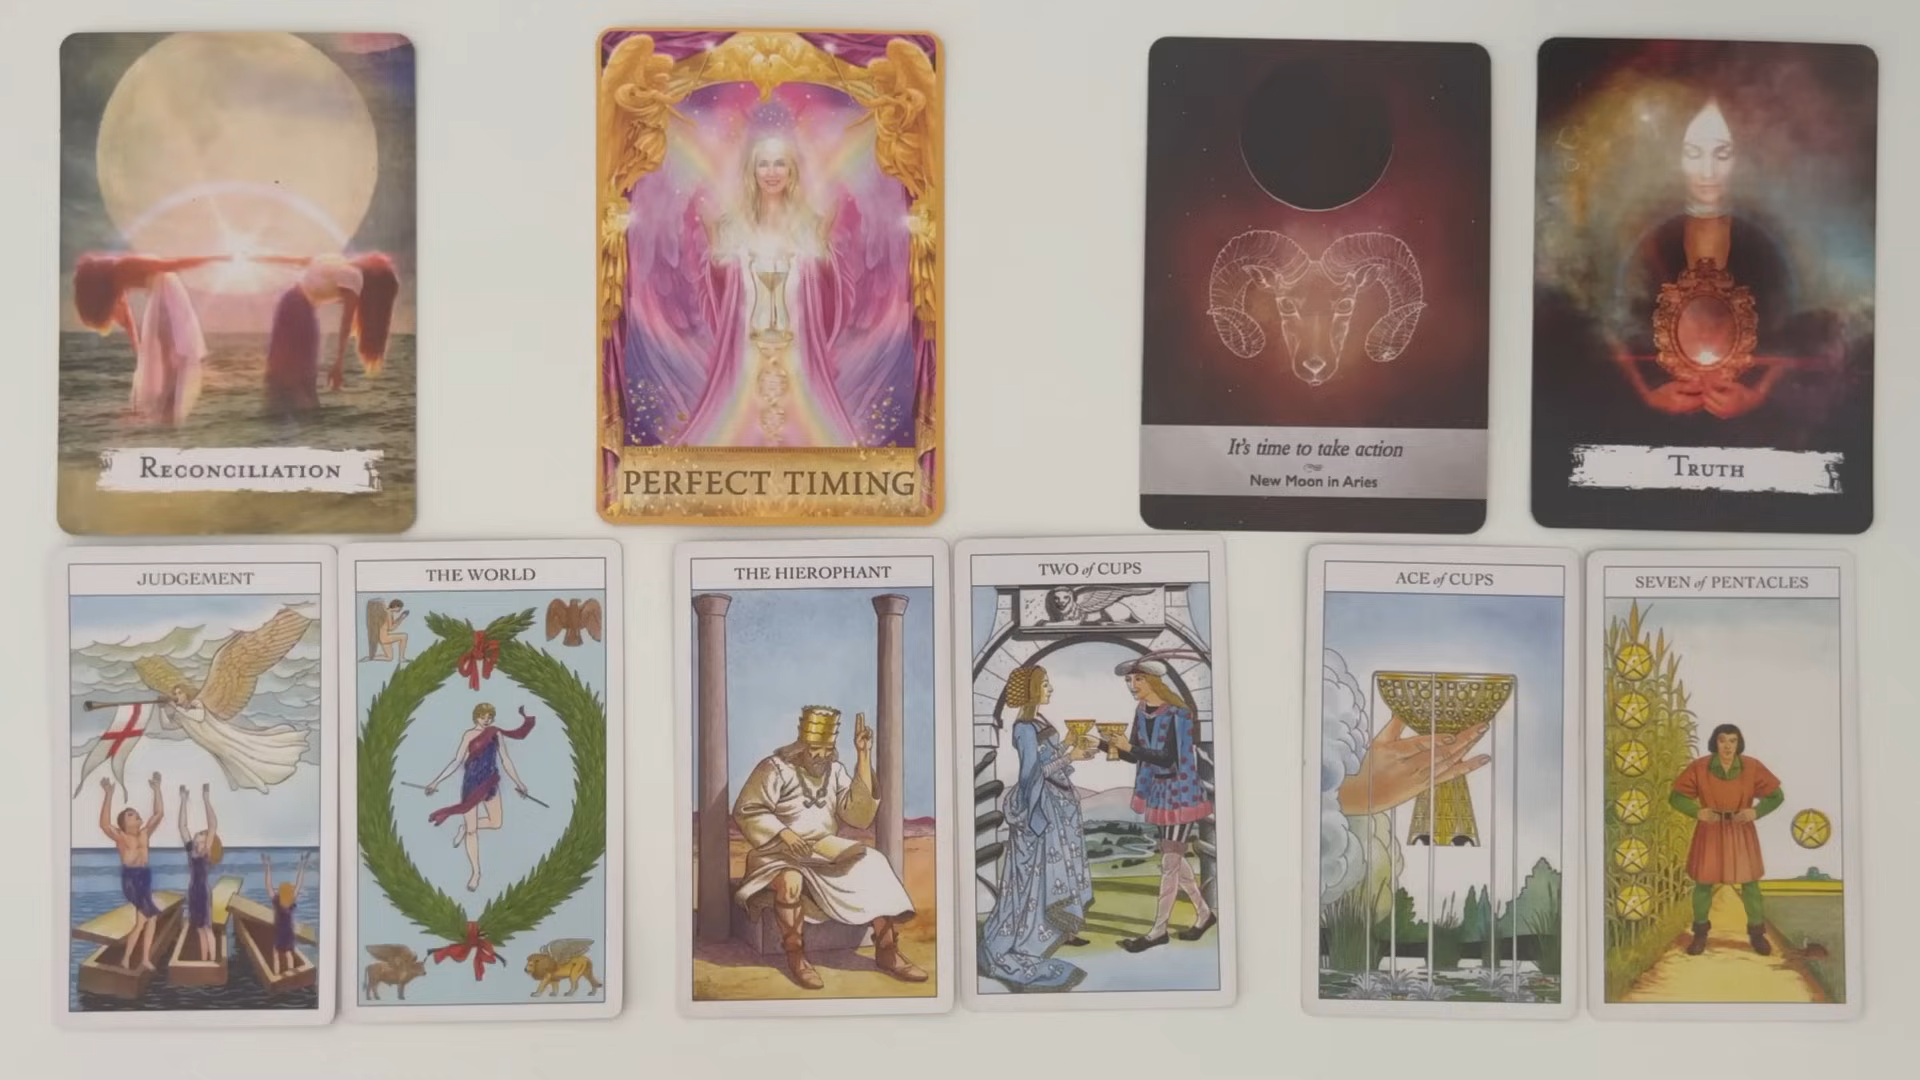 RECONCILIATION
PERFECT TIMING
It's time to take action
New Moon in Aries
TRUTH
JUDGEMENT
THE WORLD
THE HIEROPHANT
TWO of CUPS
ACE of CUPS
SEVEN of PENTACLES